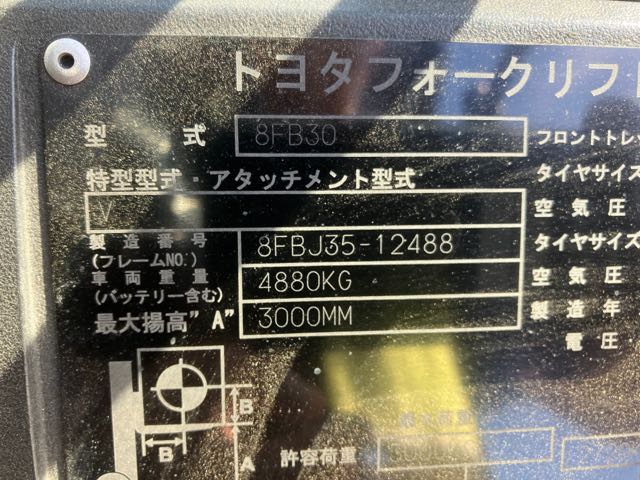 トヨタフォークリフト
型 式 8FB30 フロントトレッ
特型型式・アタッチメント型式 タイヤサイズ
V 空気圧
製造番号 8FBJ35-12488 タイヤサイズ
(フレームNO.)
車両重量 4880KG 空気圧
(バッテリー含む) 製造年
最大揚高"A" 3000MM
電圧
B
B A
許容荷重